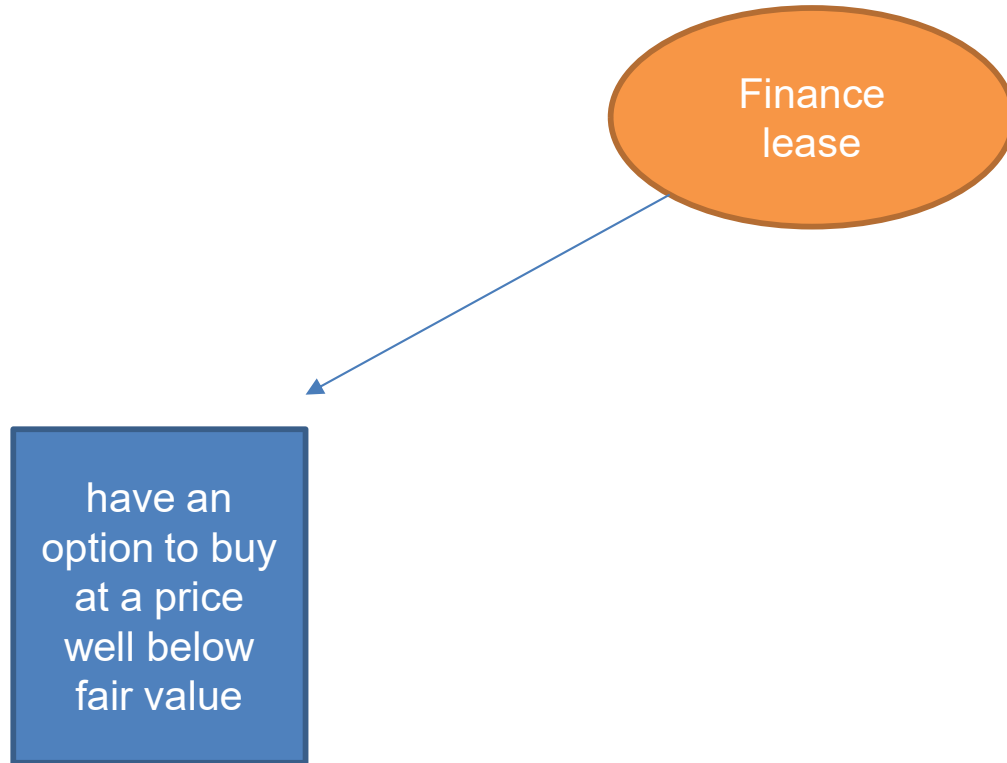 Finance
lease
have an
option to buy
at a price
well below
fair value